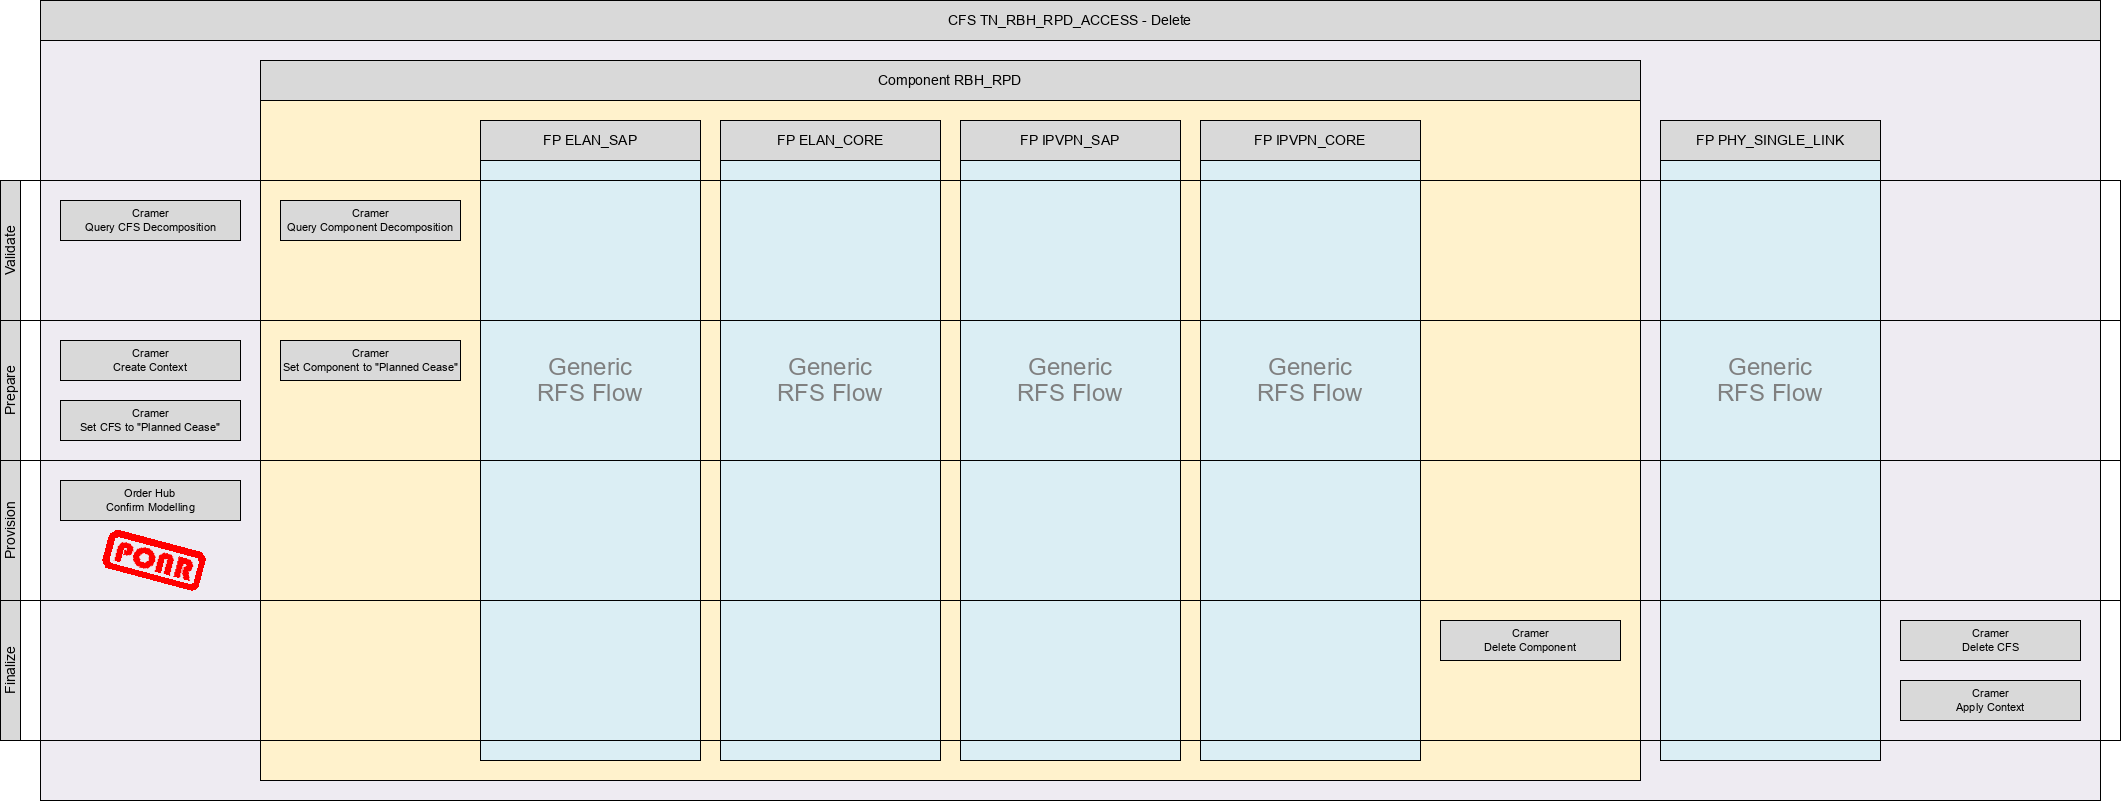 CFS TN_RBH_RPD_ACCESS - Delete
Component RBH_RPD
FP ELAN_SAP
FP ELAN_CORE
FP IPVPN_SAP
FP IPVPN_CORE
FP PHY_SINGLE_LINK
Validate
Cramer
Query CFS Decomposition
Cramer
Query Component Decomposition
Prepare
Cramer
Create Context
Cramer
Set CFS to "Planned Cease"
Cramer
Set Component to "Planned Cease"
Generic
RFS Flow
Generic
RFS Flow
Generic
RFS Flow
Generic
RFS Flow
Generic
RFS Flow
Provision
Order Hub
Confirm Modelling
PONR
Finalize
Cramer
Delete Component
Cramer
Delete CFS
Cramer
Apply Context